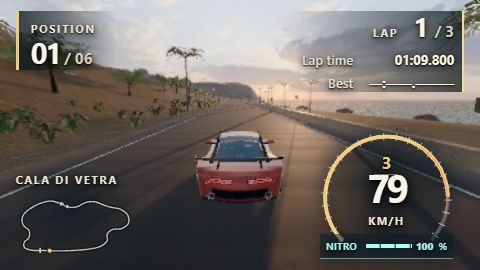 POSITION
01 / 06
LAP 1 / 3
Lap time 01:09.800
Best --:--.---
CALA DI VETRA
3
79
KM/H
NITRO 100 %